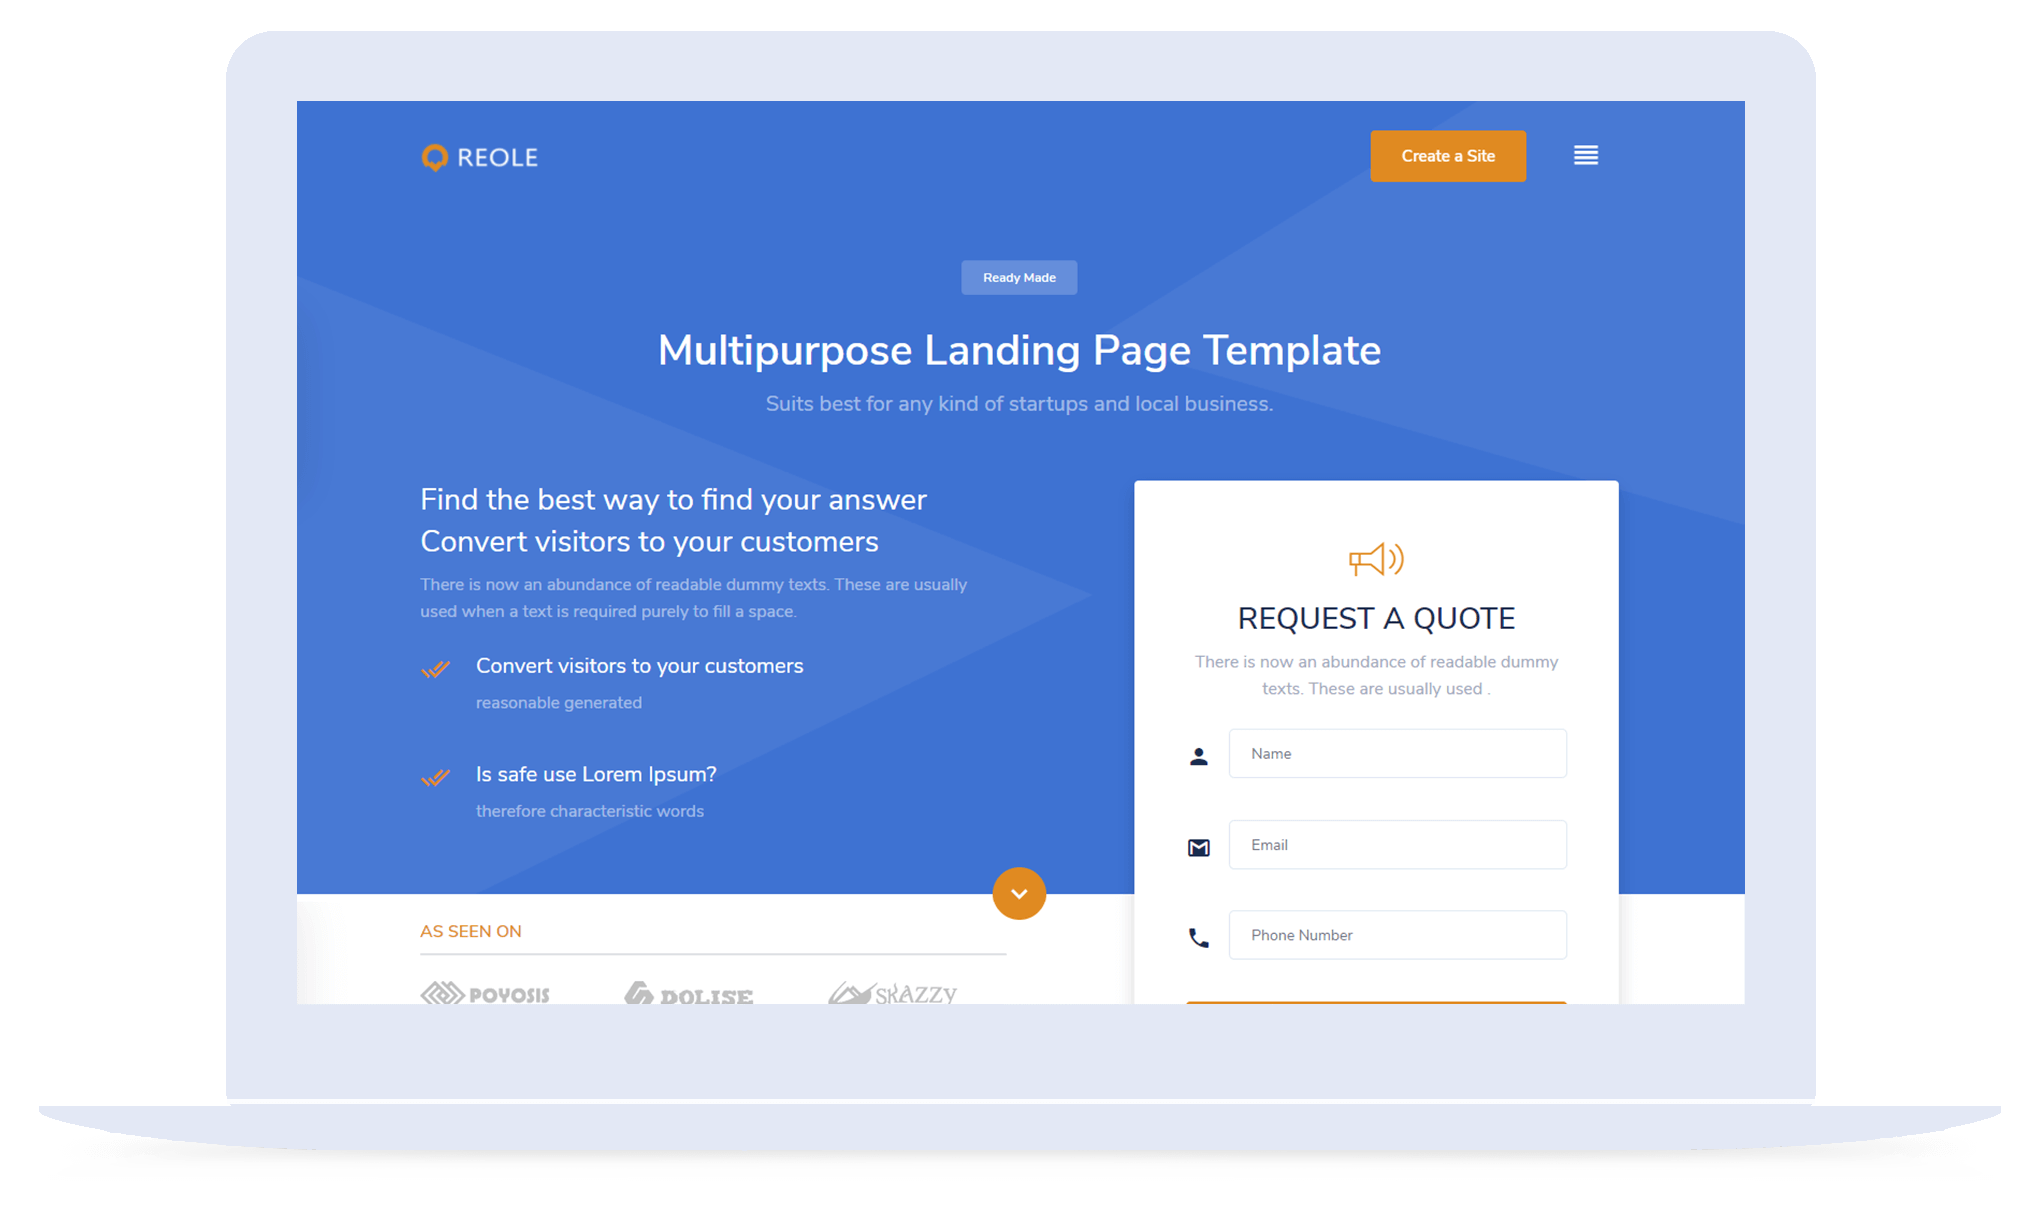 REOLE
Create a Site
Ready Made
Multipurpose Landing Page Template
Suits best for any kind of startups and local business.
Find the best way to find your answer
Convert visitors to your customers
There is now an abundance of readable dummy texts. These are usually
used when a text is required purely to fill a space.
Convert visitors to your customers
reasonable generated
Is safe use Lorem Ipsum?
therefore characteristic words
AS SEEN ON
POYOSIS
DOLISE
SKAZZY
REQUEST A QUOTE
There is now an abundance of readable dummy
texts. These are usually used .
Name
Email
Phone Number